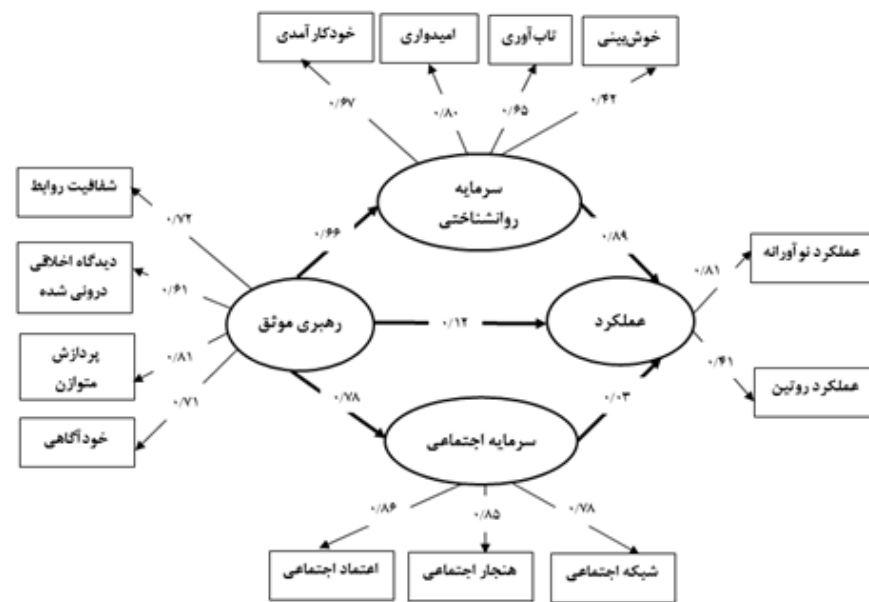 خودکارآمدی
امیدواری
تاب‌آوری
خوش‌بینی
۰/۶۷
۰/۸۰
۰/۶۵
۰/۴۲
سرمایه
روانشناختی
شفافیت روابط
۰/۷۲
دیدگاه اخلاقی
درونی شده
۰/۶۱
پردازش
متوازن
۰/۸۱
خودآگاهی
۰/۷۱
رهبری موثق
۰/۶۶
۰/۸۹
۰/۱۲
۰/۷۸
۰/۰۳
عملکرد
۰/۸۱
عملکرد نوآورانه
۰/۴۱
عملکرد روتین
سرمایه اجتماعی
۰/۸۶
۰/۸۵
۰/۷۸
اعتماد اجتماعی
هنجار اجتماعی
شبکه اجتماعی